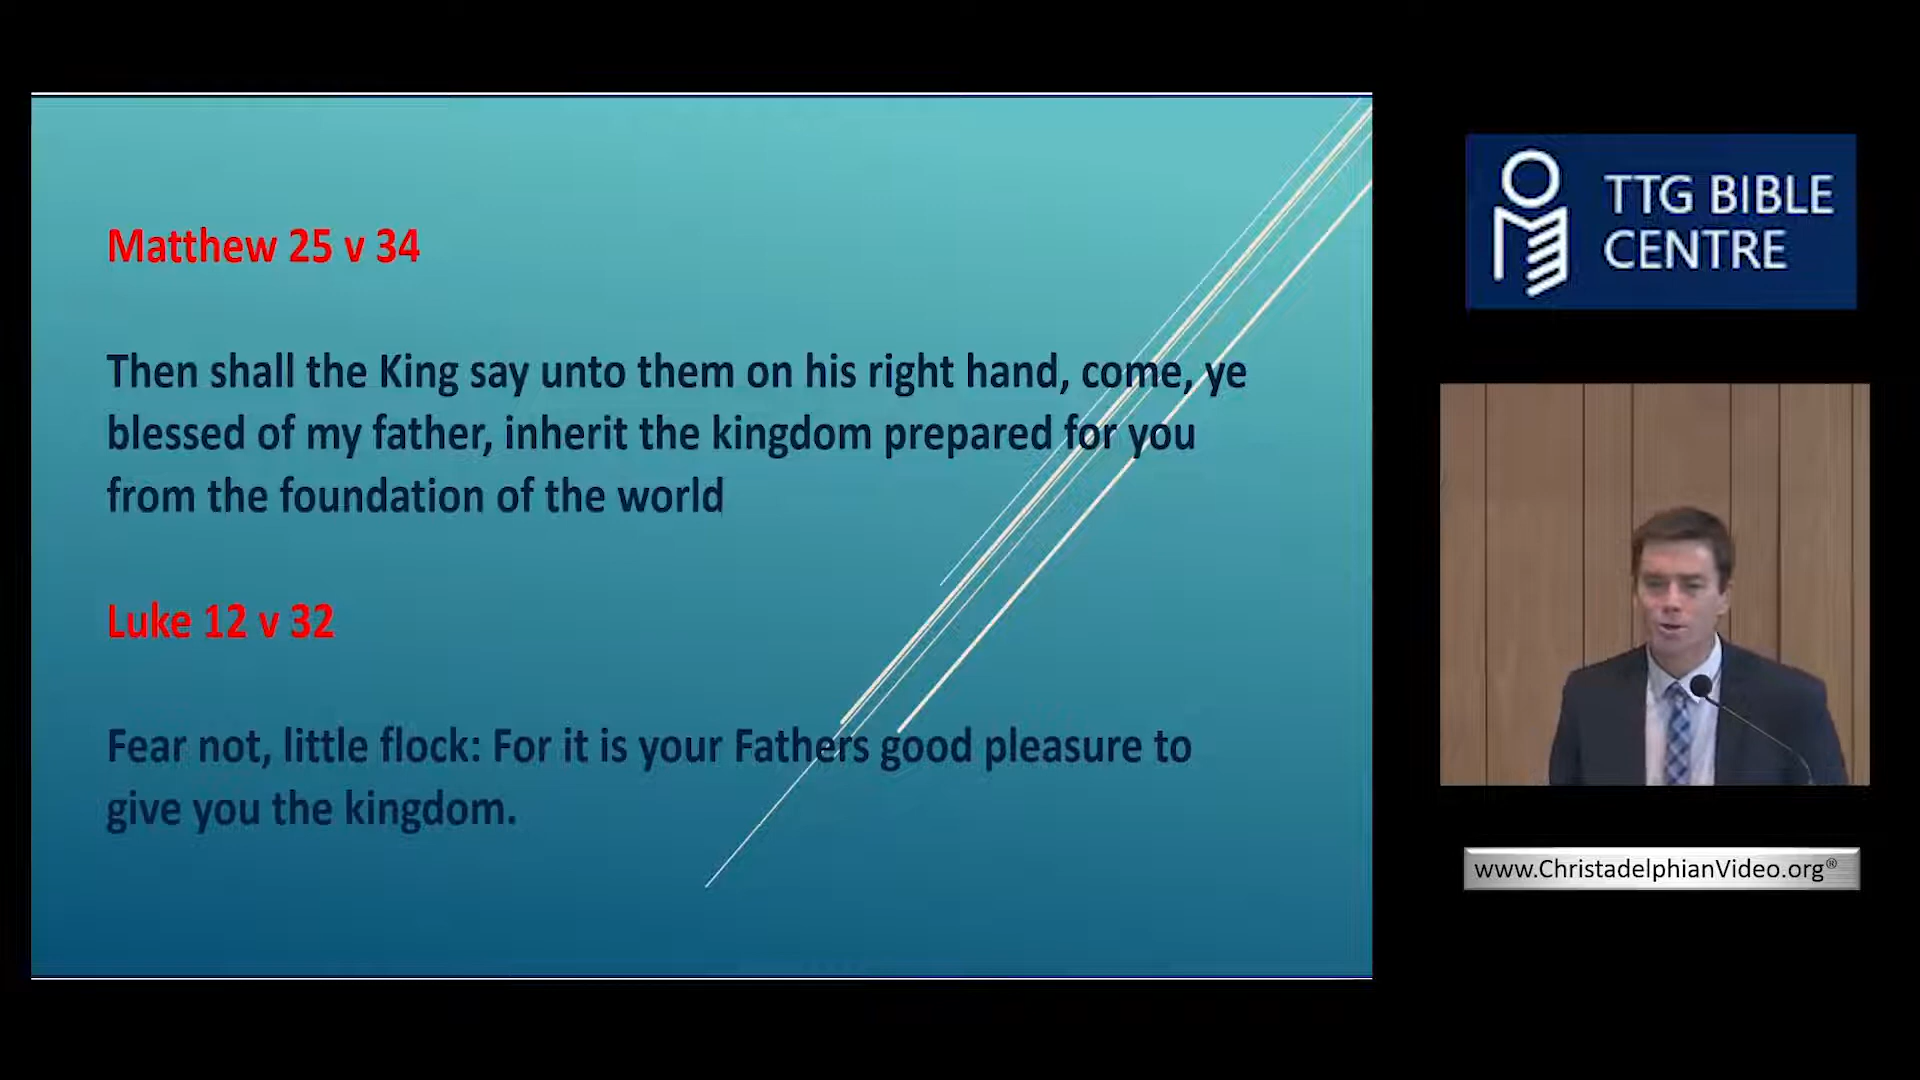 Matthew 25 v 34
Then shall the King say unto them on his right hand, come, ye
blessed of my father, inherit the kingdom prepared for you
from the foundation of the world
Luke 12 v 32
Fear not, little flock: For it is your Fathers good pleasure to
give you the kingdom.
TTG BIBLE
CENTRE
www.ChristadelphianVideo.org®